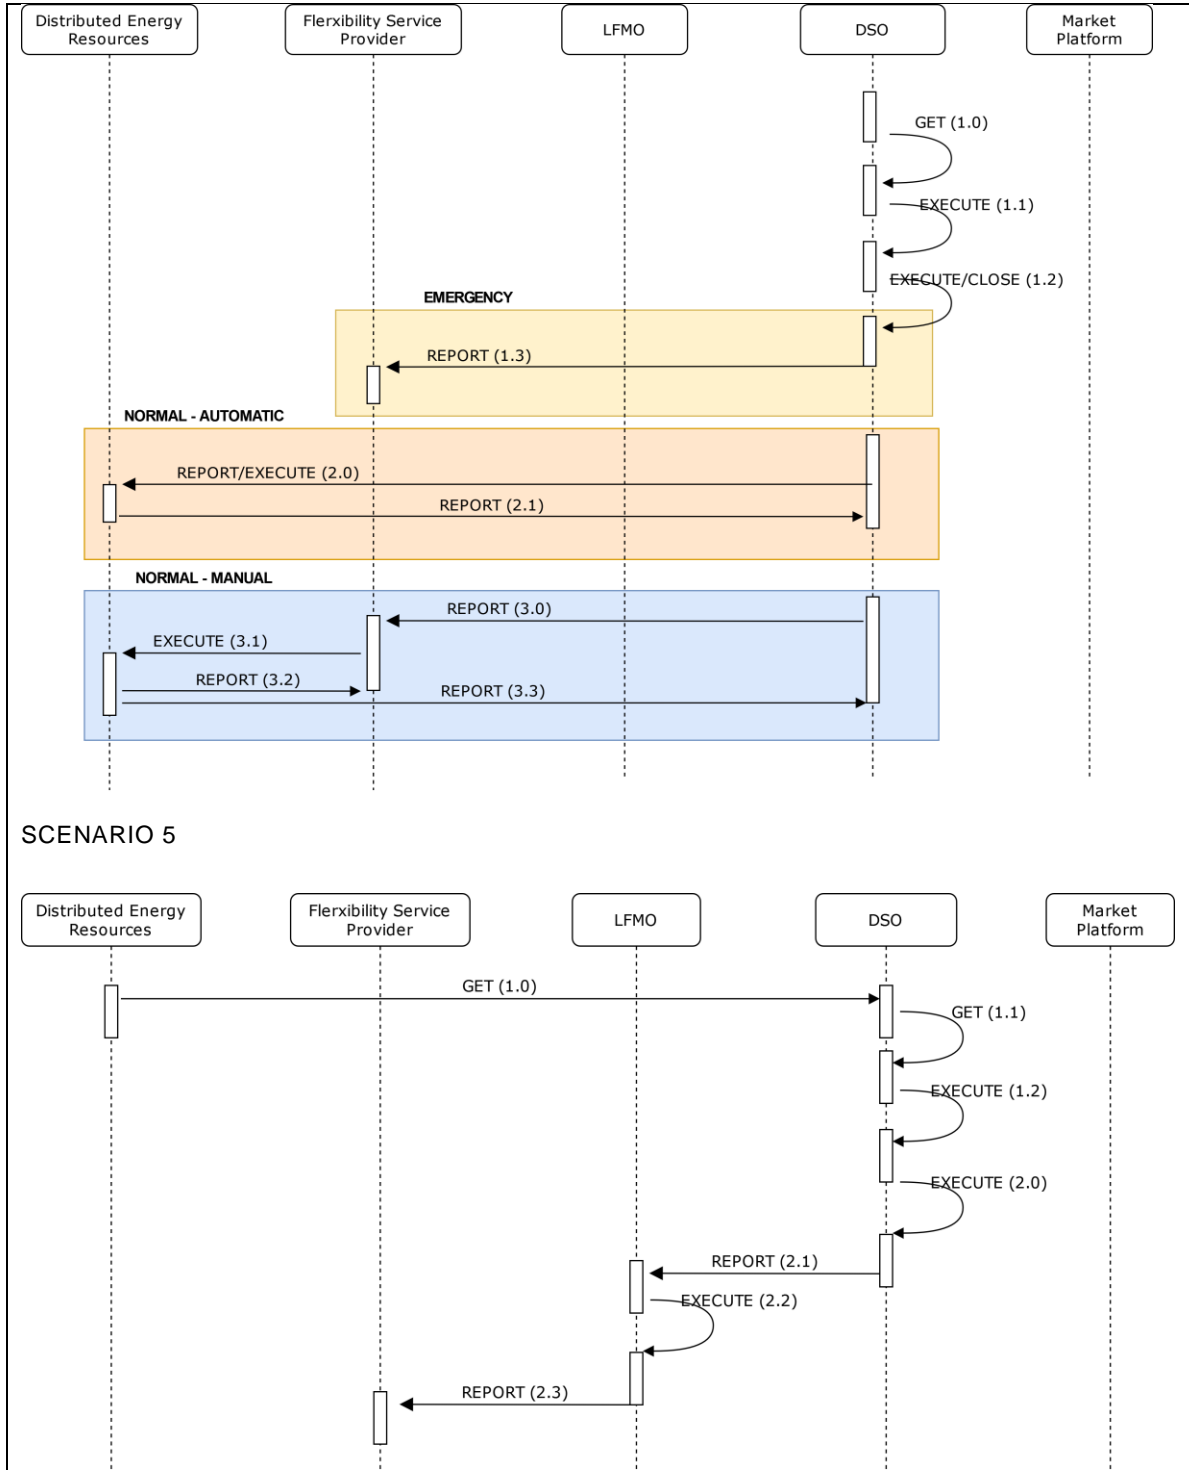 Distributed Energy
Resources
Flerxibility Service
Provider
LFMO
DSO
Market
Platform
GET (1.0)
EXECUTE (1.1)
EXECUTE/CLOSE (1.2)
EMERGENCY
REPORT (1.3)
NORMAL - AUTOMATIC
REPORT/EXECUTE (2.0)
REPORT (2.1)
NORMAL - MANUAL
REPORT (3.0)
EXECUTE (3.1)
REPORT (3.2)
REPORT (3.3)
SCENARIO 5
Distributed Energy
Resources
Flerxibility Service
Provider
LFMO
DSO
Market
Platform
GET (1.0)
GET (1.1)
EXECUTE (1.2)
EXECUTE (2.0)
REPORT (2.1)
EXECUTE (2.2)
REPORT (2.3)